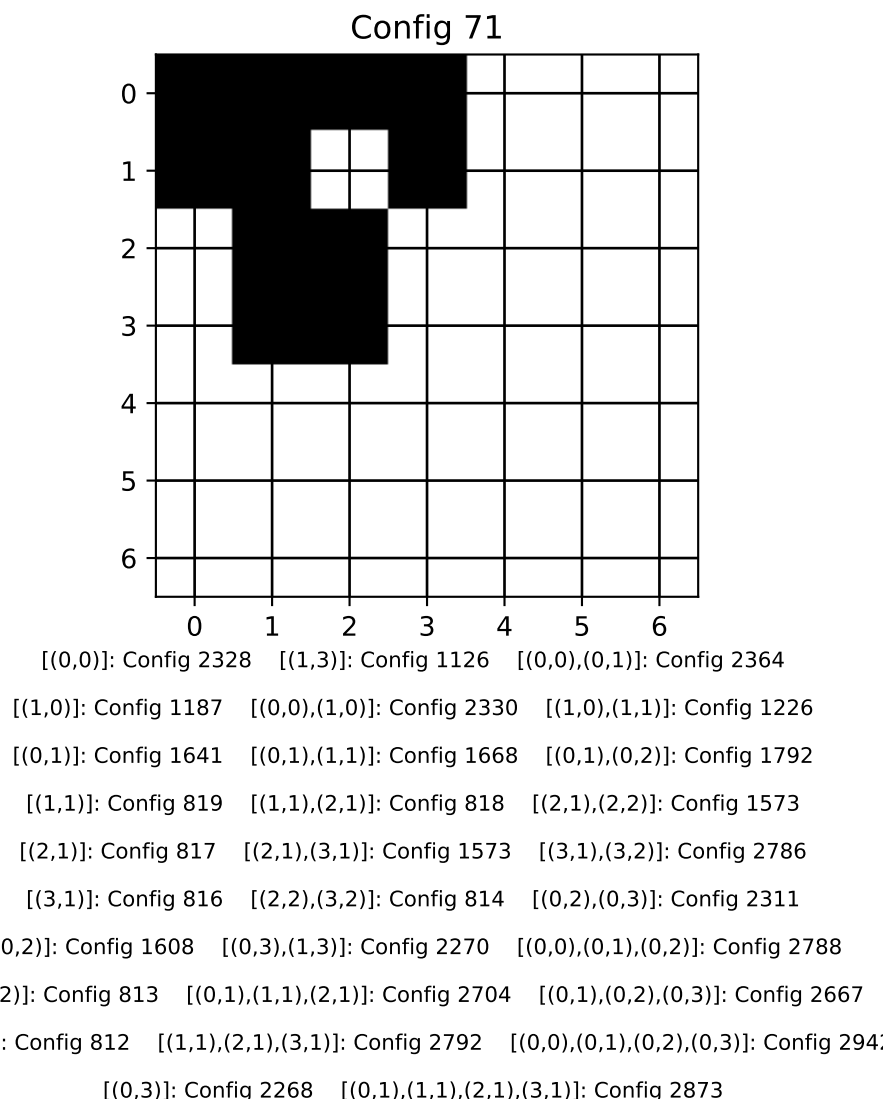 Config 71
0
1
2
3
4
5
6
0 1 2 3 4 5 6
[(0,0)]: Config 2328 [(1,3)]: Config 1126 [(0,0),(0,1)]: Config 2364
[(1,0)]: Config 1187 [(0,0),(1,0)]: Config 2330 [(1,0),(1,1)]: Config 1226
[(0,1)]: Config 1641 [(0,1),(1,1)]: Config 1668 [(0,1),(0,2)]: Config 1792
[(1,1)]: Config 819 [(1,1),(2,1)]: Config 818 [(2,1),(2,2)]: Config 1573
[(2,1)]: Config 817 [(2,1),(3,1)]: Config 1573 [(3,1),(3,2)]: Config 2786
[(3,1)]: Config 816 [(2,2),(3,2)]: Config 814 [(0,2),(0,3)]: Config 2311
0,2)]: Config 1608 [(0,3),(1,3)]: Config 2270 [(0,0),(0,1),(0,2)]: Config 2788
2)]: Config 813 [(0,1),(1,1),(2,1)]: Config 2704 [(0,1),(0,2),(0,3)]: Config 2667
: Config 812 [(1,1),(2,1),(3,1)]: Config 2792 [(0,0),(0,1),(0,2),(0,3)]: Config 2942
[(0,3)]: Config 2268 [(0,1),(1,1),(2,1),(3,1)]: Config 2873